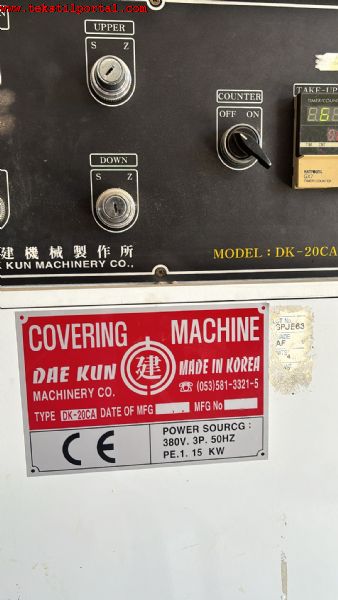 www.tekstilportal.com
UPPER
S Z
COUNTER
OFF ON
TAKE-UP
TIMER/COUNTER
DOWN
S Z
建機械製作所
KUN MACHINERY CO.,
MODEL : DK-20CA
COVERING MACHINE
DAE KUN 建 MADE IN KOREA
MACHINERY CO. ☎ (053)581-3321-5
TYPE DK-20CA DATE OF MFG . . MFG No
CE
POWER SOURCG :
380V. 3P. 50HZ
PE.1. 15 KW